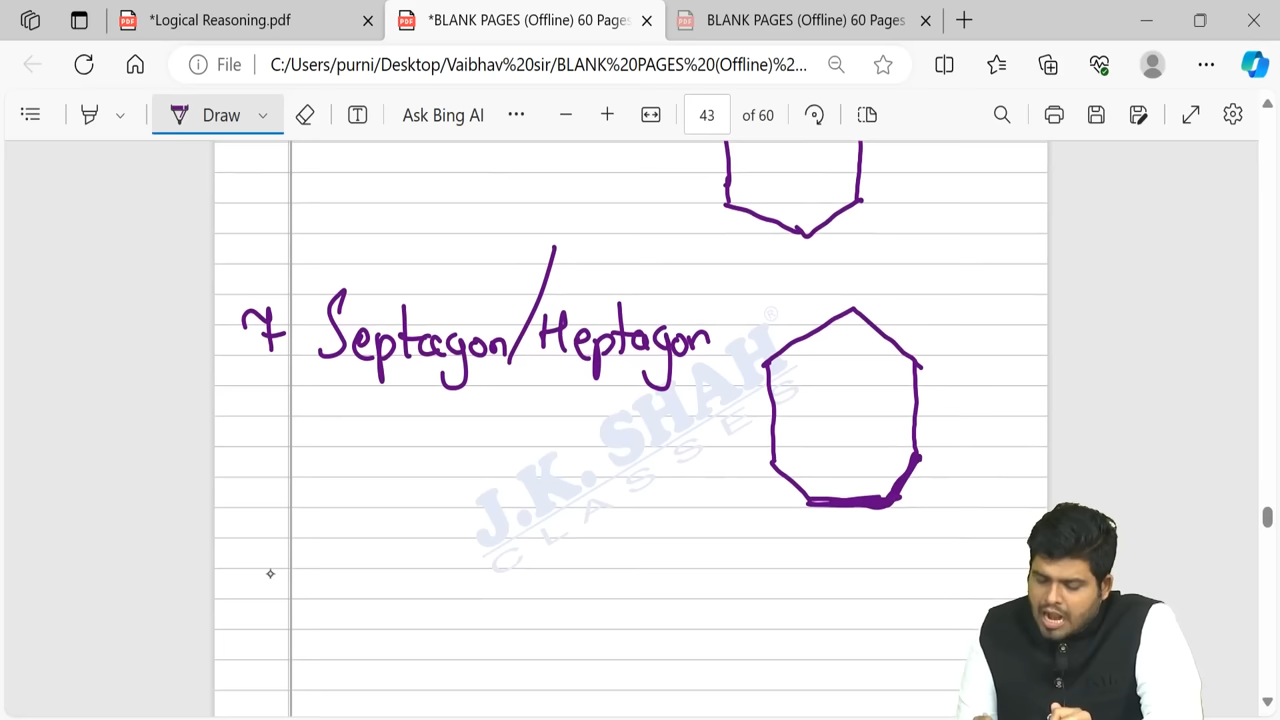 *Logical Reasoning.pdf
*BLANK PAGES (Offline) 60 Pages
BLANK PAGES (Offline) 60 Pages
File C:/Users/purni/Desktop/Vaibhav%20sir/BLANK%20PAGES%20(Offline)%2...
Draw
Ask Bing AI
43 of 60
7 Septagon/Heptagon
J.K. SHAH®
CLASSES